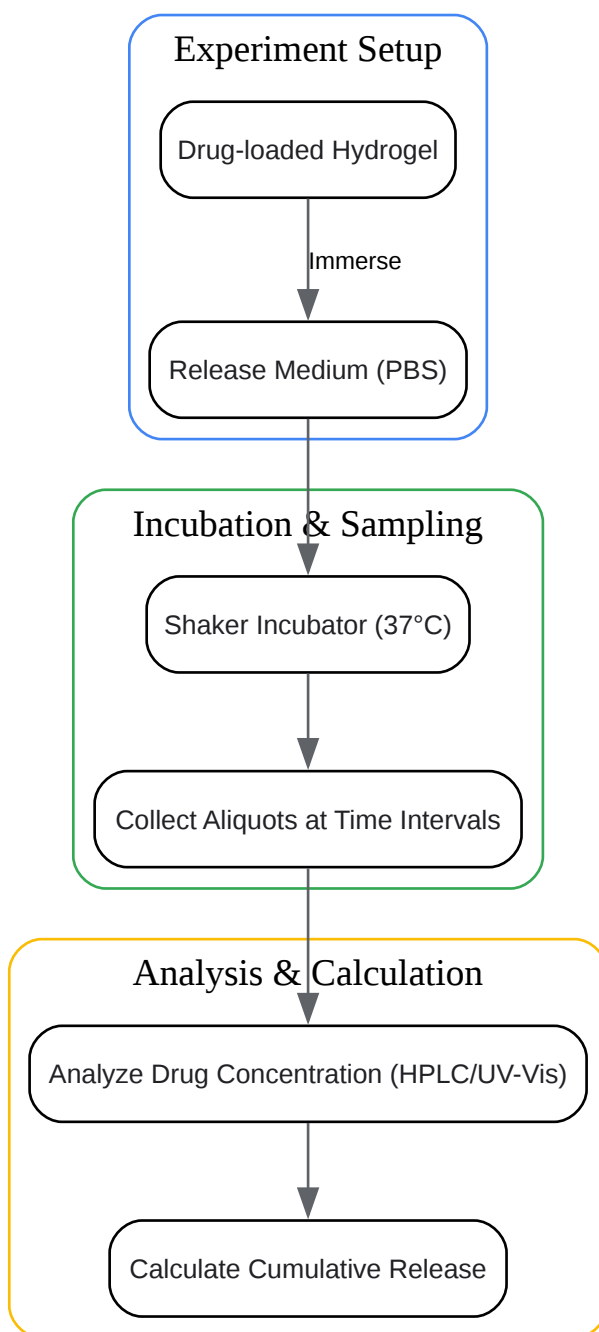 Experiment Setup
Drug-loaded Hydrogel
Immerse
Release Medium (PBS)
Incubation & Sampling
Shaker Incubator (37°C)
Collect Aliquots at Time Intervals
Analysis & Calculation
Analyze Drug Concentration (HPLC/UV-Vis)
Calculate Cumulative Release